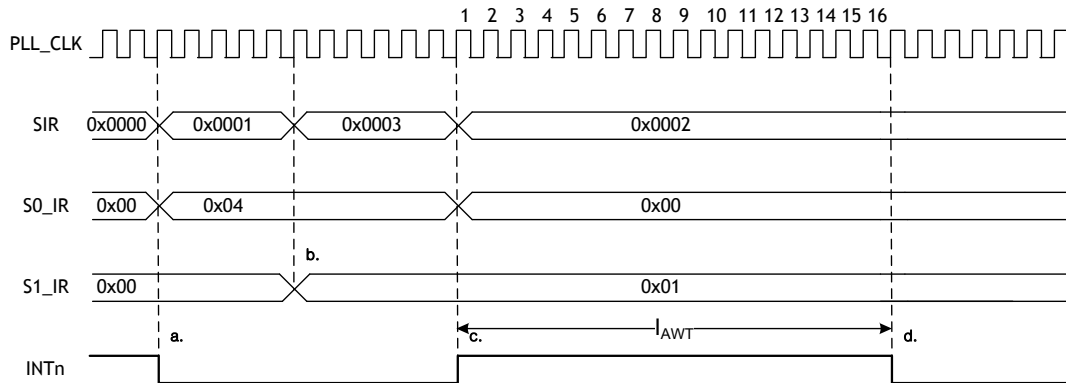 1 2 3 4 5 6 7 8 9 10 11 12 13 14 15 16
PLL_CLK
SIR 0x0000 0x0001 0x0003 0x0002
S0_IR 0x00 0x04 0x00
b.
S1_IR 0x00 0x01
a. c. IAWT d.
INTn